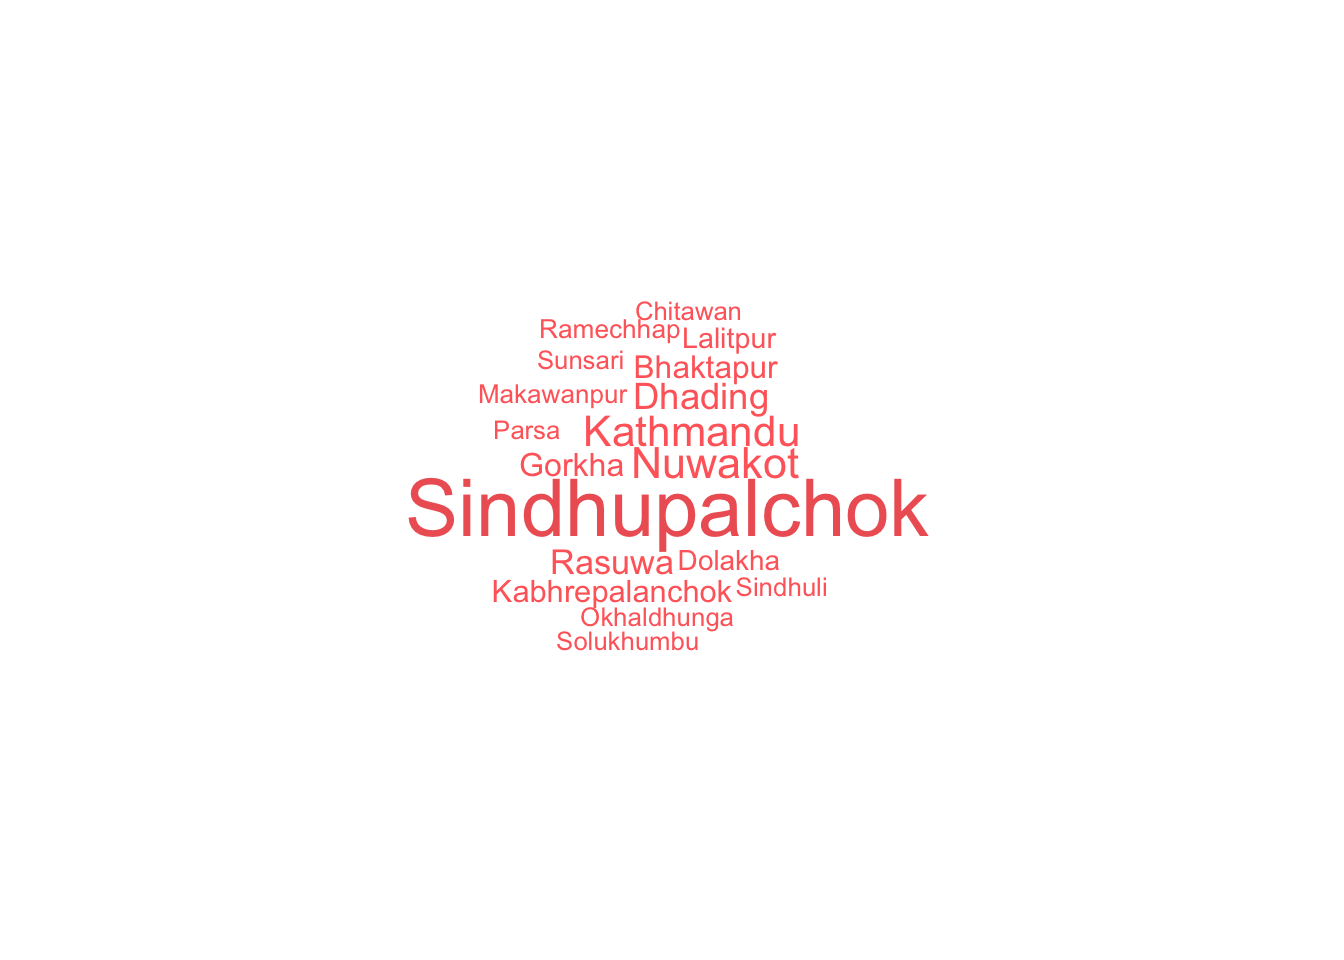 Chitawan
Ramechhap
Lalitpur
Sunsari
Bhaktapur
Makawanpur
Dhading
Parsa
Kathmandu
Gorkha
Nuwakot
Sindhupalchok
Rasuwa
Dolakha
Kabhrepalanchok
Sindhuli
Okhaldhunga
Solukhumbu